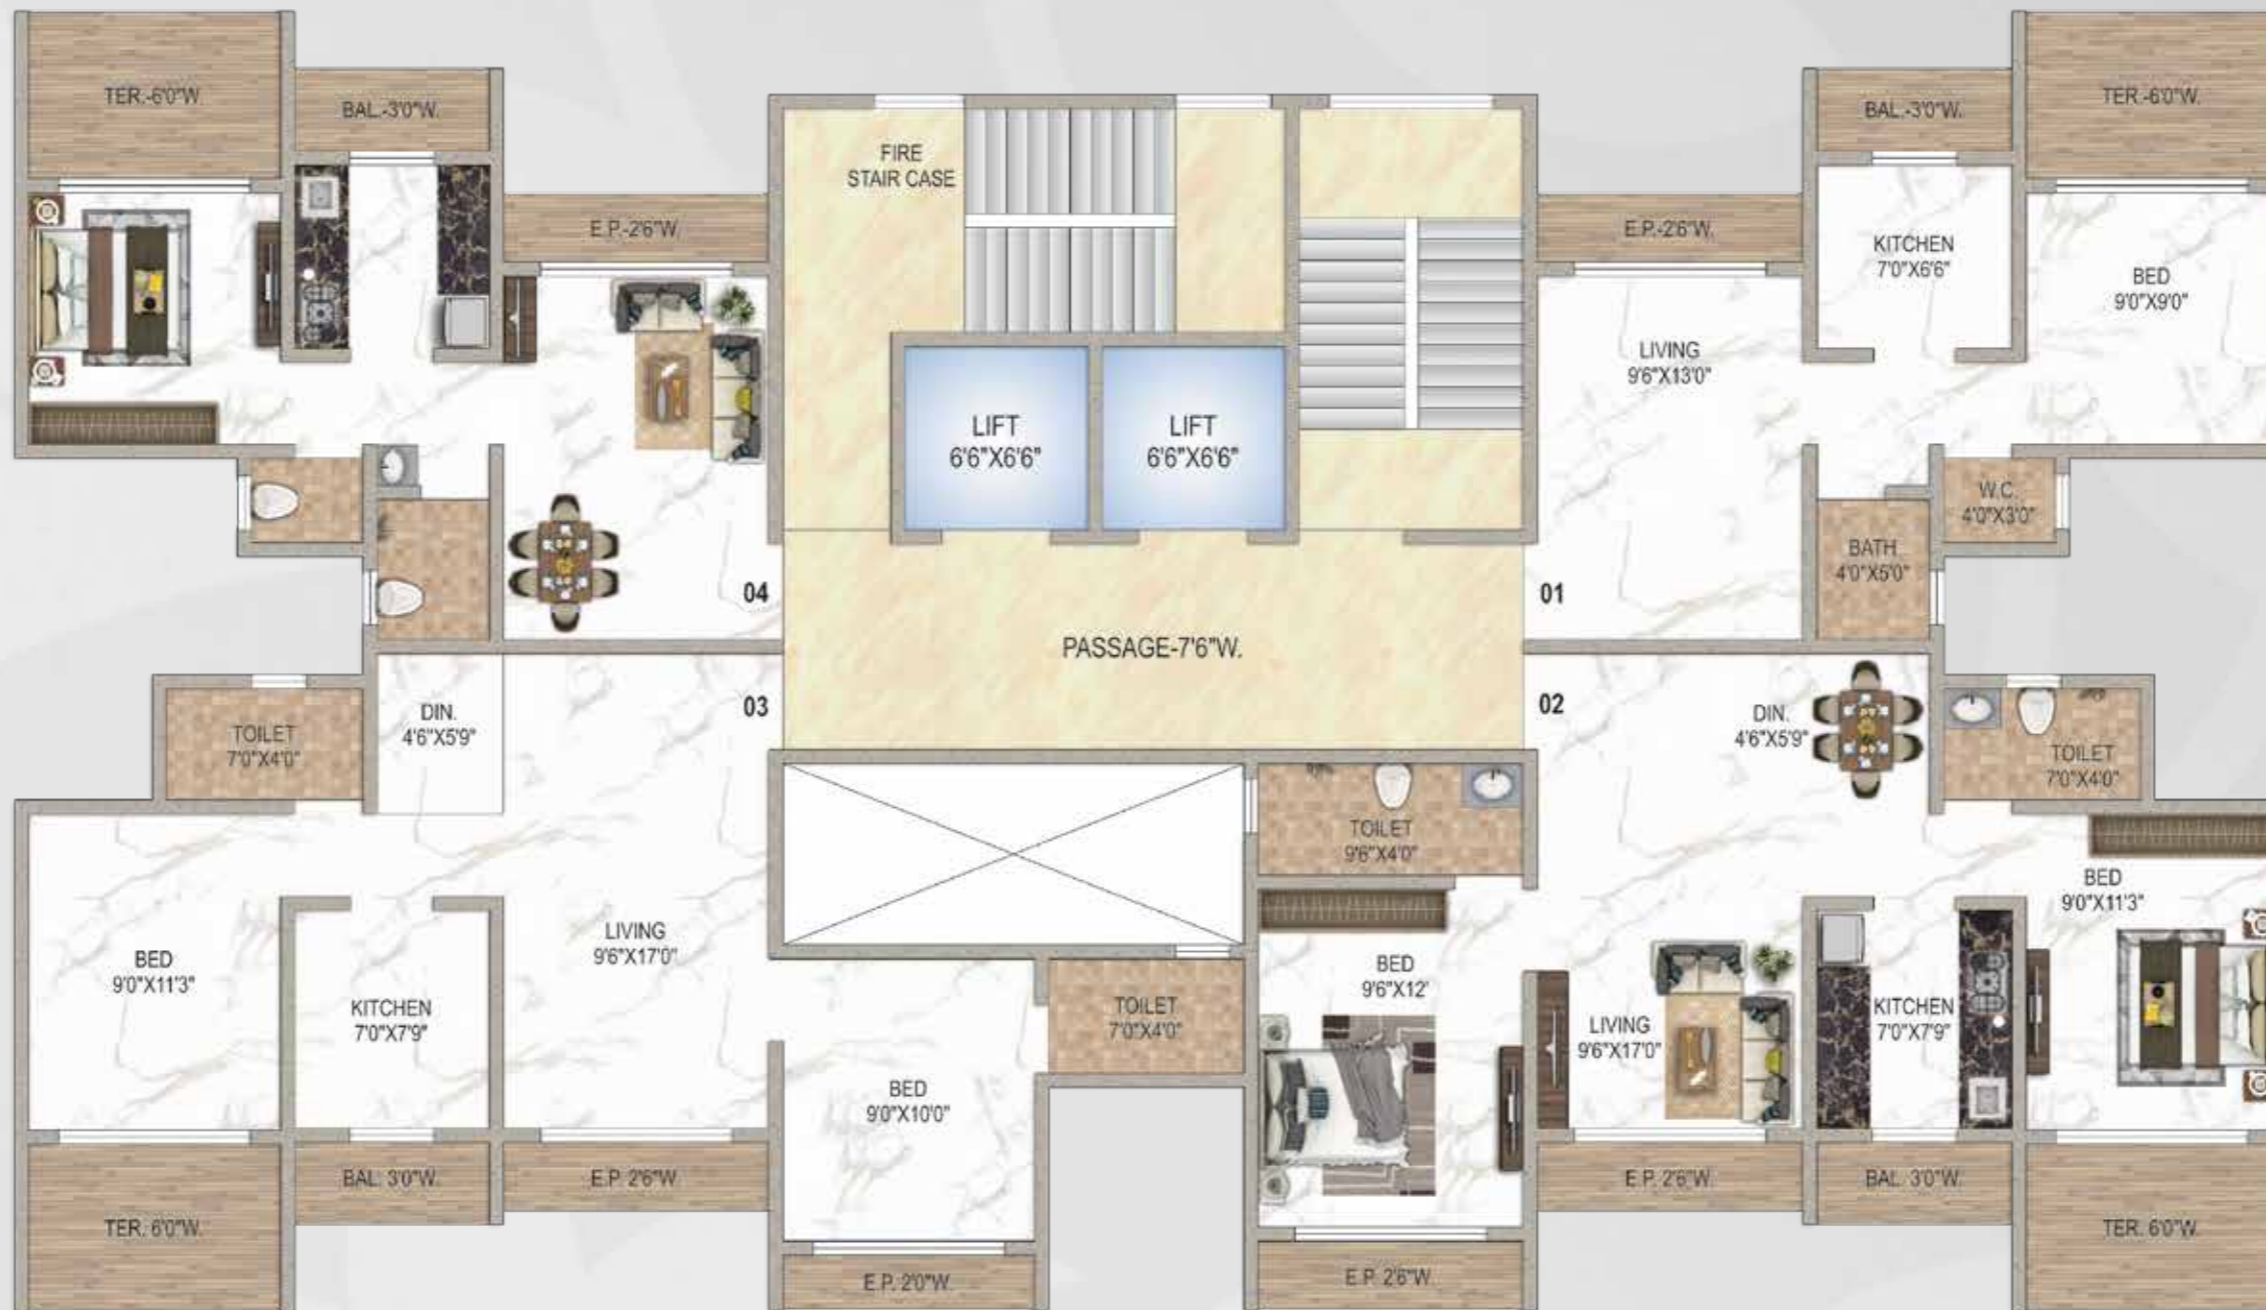 TER.-6'0"W.
BAL.-3'0"W.
E.P.-2'6"W.
FIRE
STAIR CASE
LIFT
6'6"X6'6"
LIFT
6'6"X6'6"
E.P.-2'6"W.
BAL.-3'0"W.
TER.-6'0"W.
KITCHEN
7'0"X6'6"
BED
9'0"X9'0"
LIVING
9'6"X13'0"
W.C.
4'0"X3'0"
BATH
4'0"X5'0"
04
01
PASSAGE-7'6"W.
03
02
TOILET
7'0"X4'0"
DIN.
4'6"X5'9"
DIN.
4'6"X5'9"
TOILET
7'0"X4'0"
TOILET
9'6"X4'0"
BED
9'0"X11'3"
KITCHEN
7'0"X7'9"
LIVING
9'6"X17'0"
BED
9'0"X10'0"
TOILET
7'0"X4'0"
BED
9'6"X12'
LIVING
9'6"X17'0"
KITCHEN
7'0"X7'9"
BED
9'0"X11'3"
TER. 6'0"W.
BAL. 3'0"W.
E.P. 2'6"W.
E.P. 2'0"W.
E.P. 2'6"W.
E.P. 2'6"W.
BAL. 3'0"W.
TER. 6'0"W.